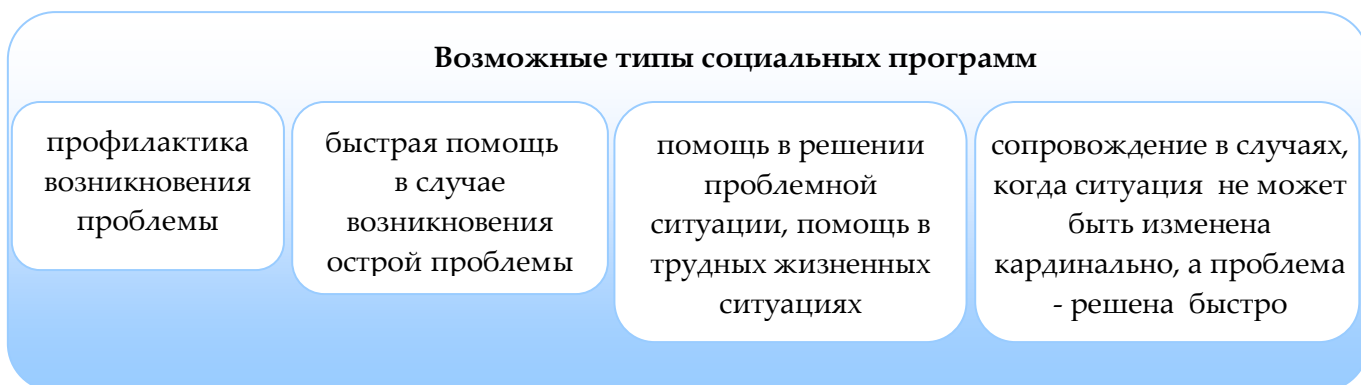 Возможные типы социальных программ
профилактика
возникновения
проблемы
быстрая помощь
в случае
возникновения
острой проблемы
помощь в решении
проблемной
ситуации, помощь в
трудных жизненных
ситуациях
сопровождение в случаях,
когда ситуация не может
быть изменена
кардинально, а проблема
- решена быстро